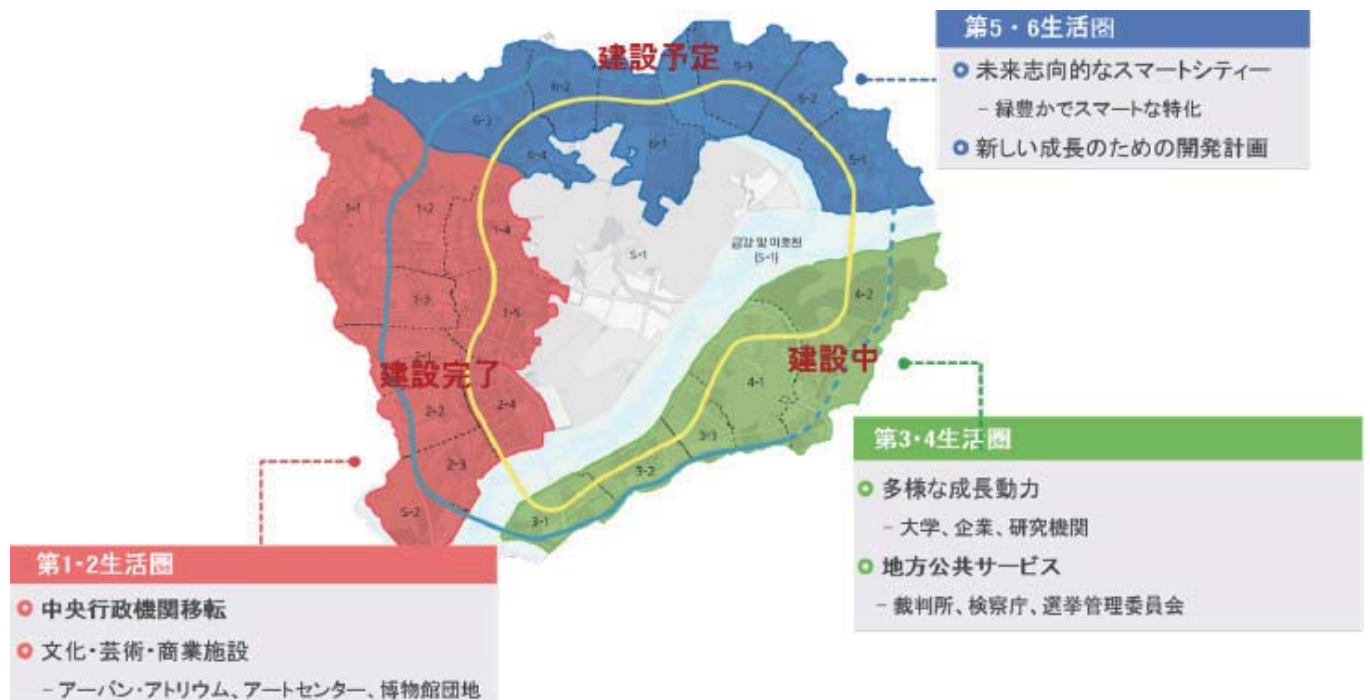 第5・6生活圏
未来志向的なスマートシティー
- 緑豊かでスマートな特化
新しい成長のための開発計画
建設予定
5-3
6-2
5-2
6-3
6-1
6-4
5-1
1-1
1-2
1-4
S-1
금강 및 미호천
(S-1)
1-3
1-5
4-2
2-1
建設完了
建設中
4-1
2-2
2-4
3-3
2-3
3-2
S-2
3-1
第3・4生活圏
多様な成長動力
- 大学、企業、研究機関
地方公共サービス
- 裁判所、検察庁、選挙管理委員会
第1・2生活圏
中央行政機関移転
文化・芸術・商業施設
- アーバン・アトリウム、アートセンター、博物館団地